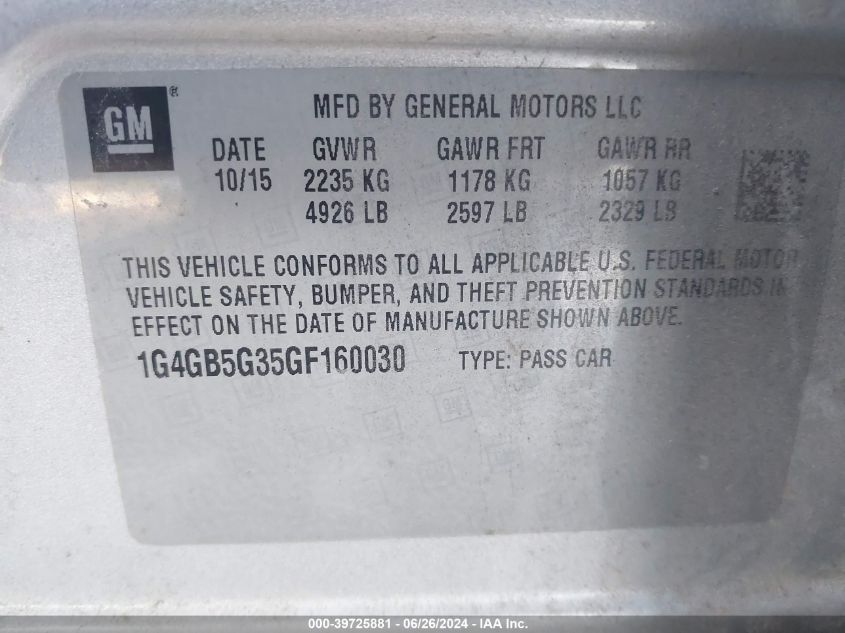 GM®
MFD BY GENERAL MOTORS LLC
DATE GVWR GAWR FRT GAWR RR
10/15 2235 KG 1178 KG 1057 KG
4926 LB 2597 LB 2329 LB
THIS VEHICLE CONFORMS TO ALL APPLICABLE U.S. FEDERAL MOTOR
VEHICLE SAFETY, BUMPER, AND THEFT PREVENTION STANDARDS IN
EFFECT ON THE DATE OF MANUFACTURE SHOWN ABOVE.
1G4GB5G35GF160030 TYPE: PASS CAR
000-39725881 / 06/26/2024 - IAA Inc.